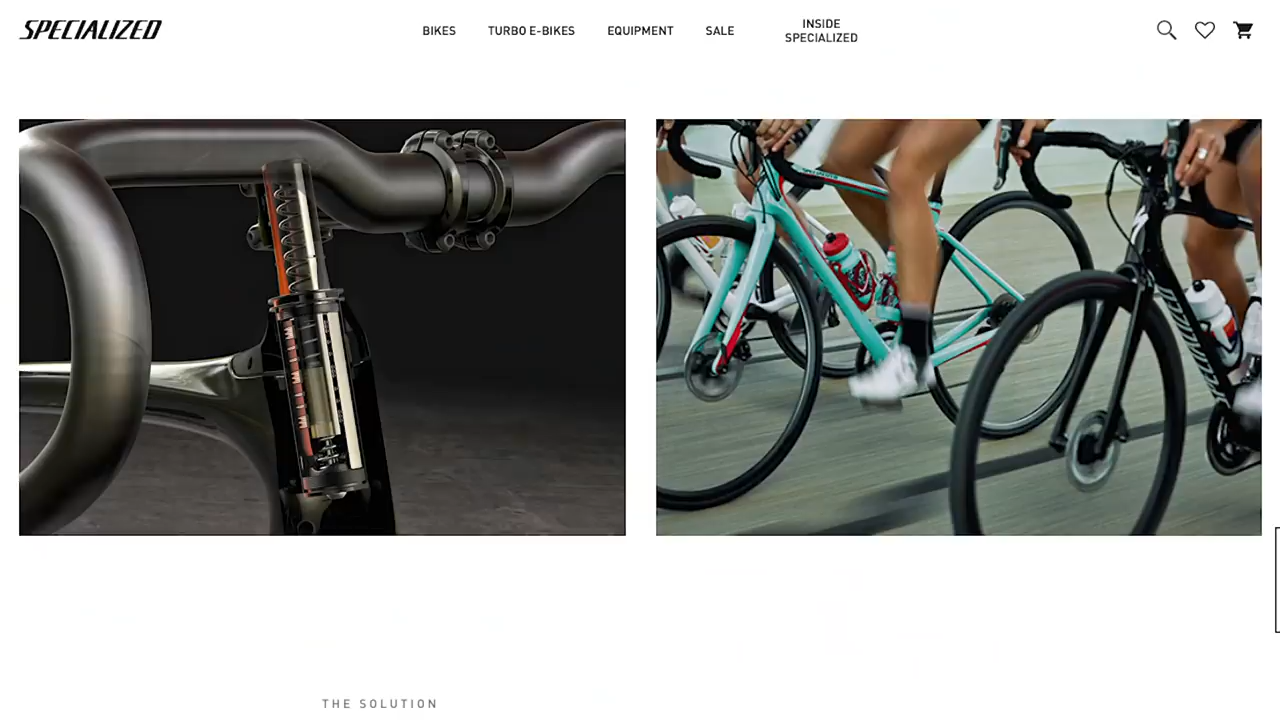 SPECIALIZED
BIKES
TURBO E-BIKES
EQUIPMENT
SALE
INSIDE
SPECIALIZED
THE SOLUTION